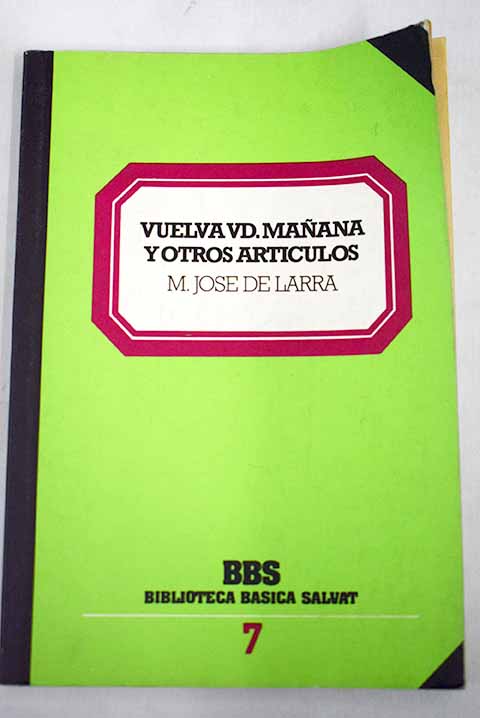 VUELVA VD. MAÑANA
Y OTROS ARTICULOS
M. JOSE DE LARRA
BBS
BIBLIOTECA BASICA SALVAT
7